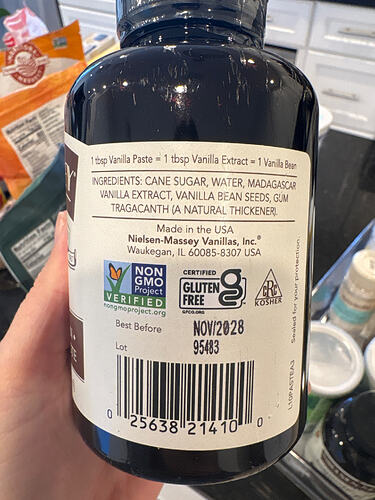 1 tbsp Vanilla Paste = 1 tbsp Vanilla Extract = 1 Vanilla Bean
INGREDIENTS: CANE SUGAR, WATER, MADAGASCAR
VANILLA EXTRACT, VANILLA BEAN SEEDS, GUM
TRAGACANTH (A NATURAL THICKENER).
Made in the USA
Nielsen-Massey Vanillas, Inc.®
Waukegan, IL 60085-8307 USA
NON
GMO
Project
VERIFIED
nongmoproject.org
CERTIFIED
GLUTEN
FREE
GFCO.ORG
KOSHER
Best Before NOV/2028
Lot 95483
0 25638 21410 0
Sealed for your protection.
L10PASTEA3